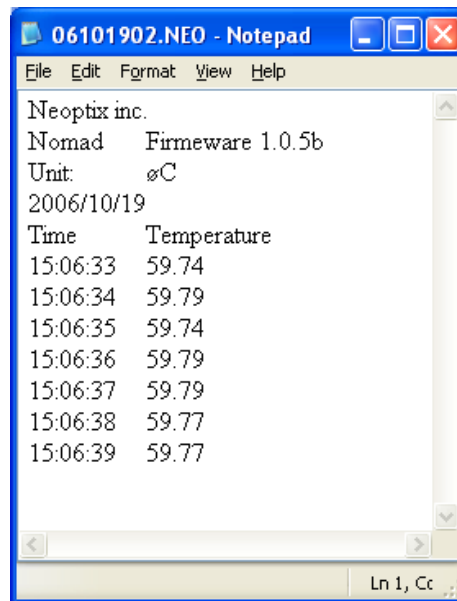 06101902.NEO - Notepad
File Edit Format View Help
Neoptix inc.
Nomad Firmeware 1.0.5b
Unit: øC
2006/10/19
Time Temperature
15:06:33 59.74
15:06:34 59.79
15:06:35 59.74
15:06:36 59.79
15:06:37 59.79
15:06:38 59.77
15:06:39 59.77
Ln 1, Cc